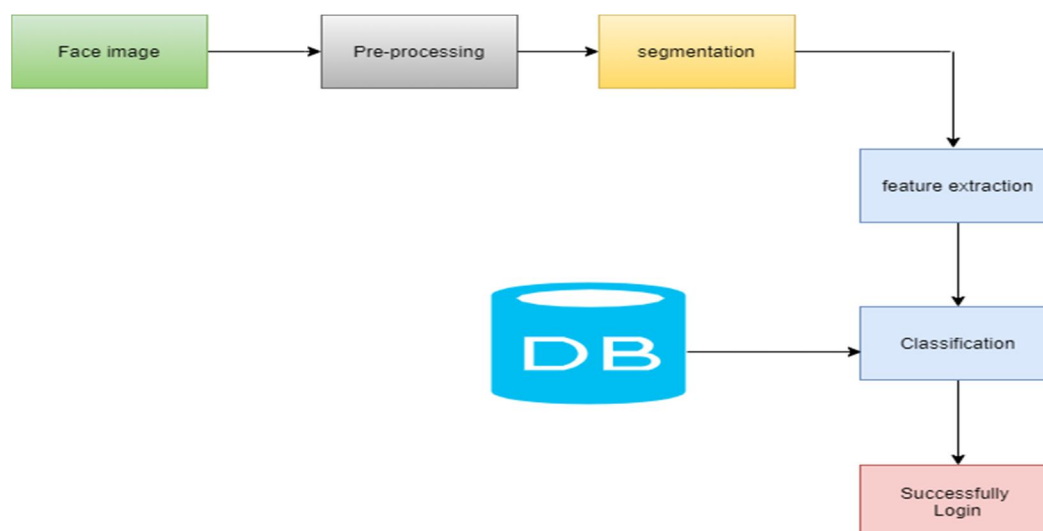 Face image
Pre-processing
segmentation
feature extraction
DB
Classification
Successfully
Login